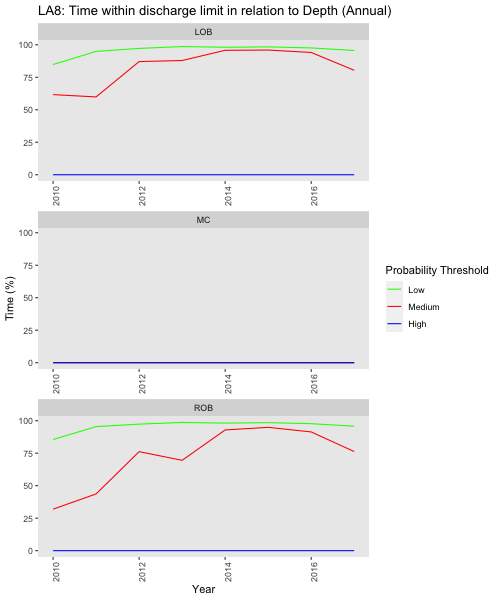 LA8: Time within discharge limit in relation to Depth (Annual)
LOB
100
75
50
25
0
2010
2012
2014
2016
MC
100
75
50
25
0
2010
2012
2014
2016
ROB
100
75
50
25
0
2010
2012
2014
2016
Time (%)
Year
Probability Threshold
Low
Medium
High